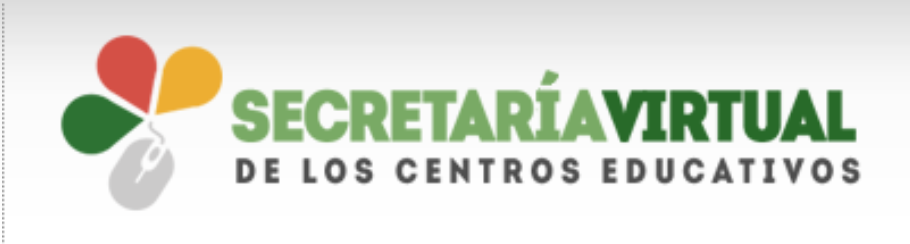 SECRETARÍAVIRTUAL
DE LOS CENTROS EDUCATIVOS